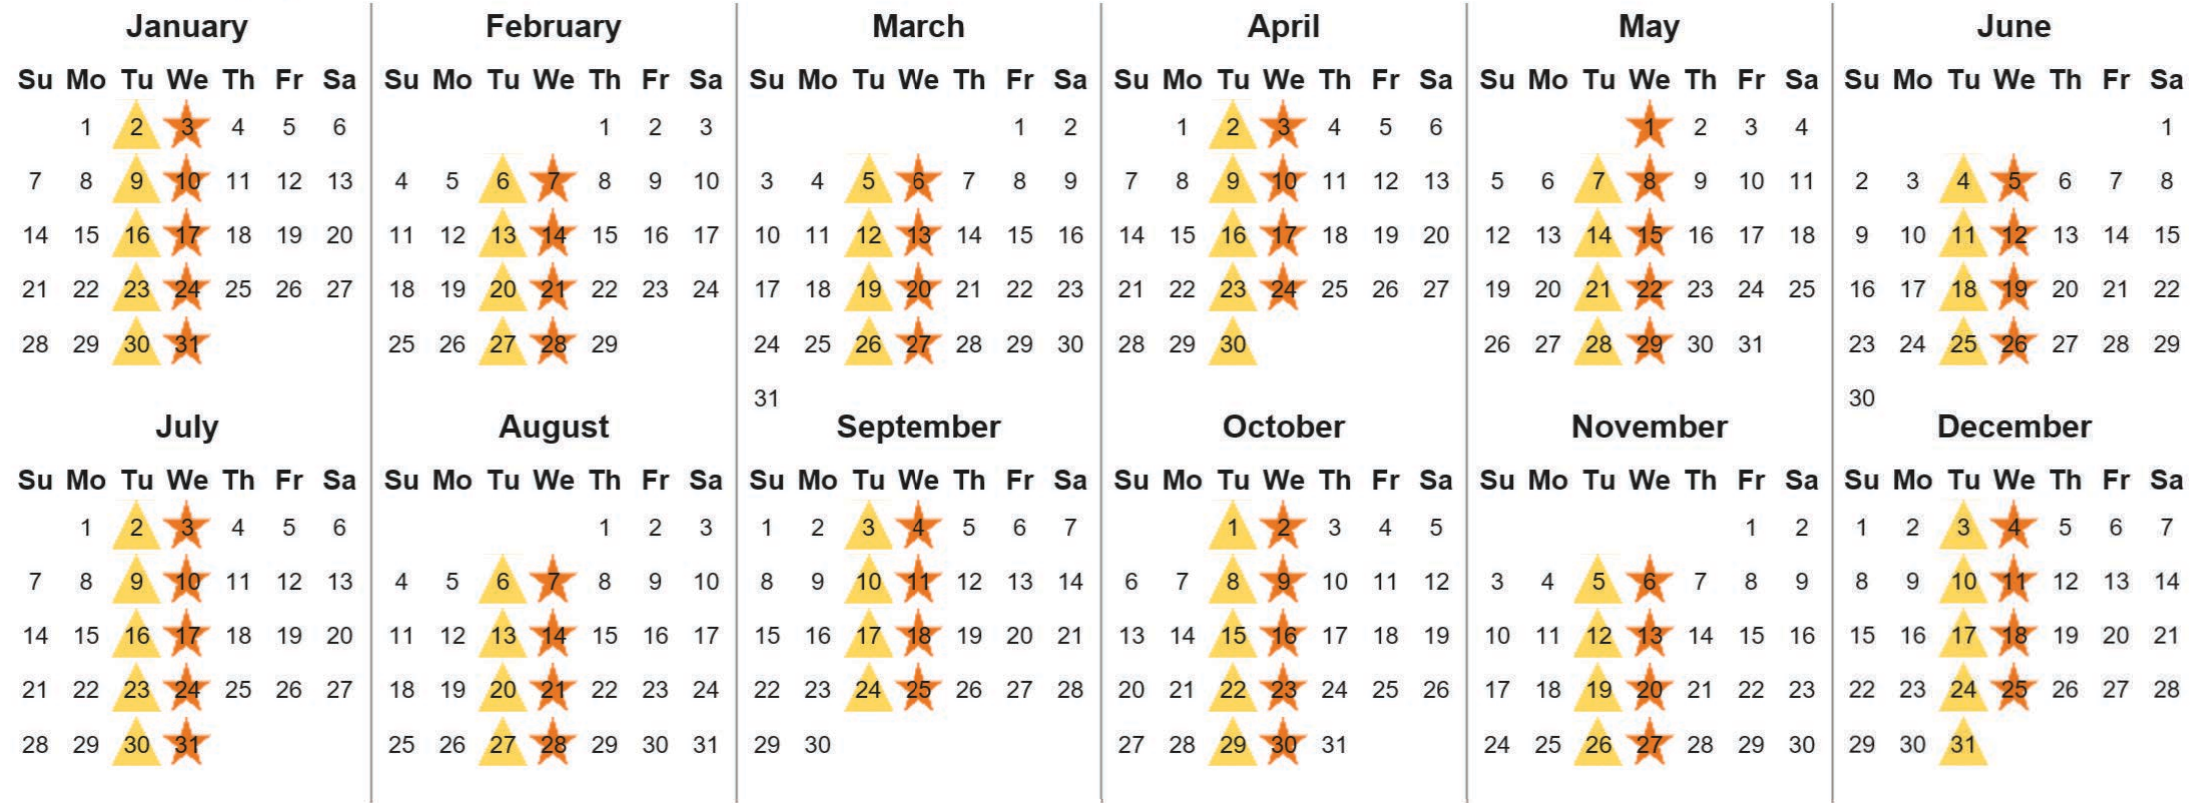 January February March April May June
Su Mo Tu We Th Fr Sa Su Mo Tu We Th Fr Sa Su Mo Tu We Th Fr Sa Su Mo Tu We Th Fr Sa Su Mo Tu We Th Fr Sa Su Mo Tu We Th Fr Sa
1 2 3 4 5 6 1 2 3 1 2 1 2 3 4 5 6 1 2 3 4 1
7 8 9 10 11 12 13 4 5 6 7 8 9 10 3 4 5 6 7 8 9 7 8 9 10 11 12 13 5 6 7 8 9 10 11 2 3 4 5 6 7 8
14 15 16 17 18 19 20 11 12 13 14 15 16 17 10 11 12 13 14 15 16 14 15 16 17 18 19 20 12 13 14 15 16 17 18 9 10 11 12 13 14 15
21 22 23 24 25 26 27 18 19 20 21 22 23 24 17 18 19 20 21 22 23 21 22 23 24 25 26 27 19 20 21 22 23 24 25 16 17 18 19 20 21 22
28 29 30 31 25 26 27 28 29 24 25 26 27 28 29 30 28 29 30 26 27 28 29 30 31 23 24 25 26 27 28 29
31 30
July August September October November December
Su Mo Tu We Th Fr Sa Su Mo Tu We Th Fr Sa Su Mo Tu We Th Fr Sa Su Mo Tu We Th Fr Sa Su Mo Tu We Th Fr Sa Su Mo Tu We Th Fr Sa
1 2 3 4 5 6 1 2 3 1 2 3 4 5 6 7 1 2 3 4 5 1 2 1 2 3 4 5 6 7
7 8 9 10 11 12 13 4 5 6 7 8 9 10 8 9 10 11 12 13 14 6 7 8 9 10 11 12 3 4 5 6 7 8 9 8 9 10 11 12 13 14
14 15 16 17 18 19 20 11 12 13 14 15 16 17 15 16 17 18 19 20 21 13 14 15 16 17 18 19 10 11 12 13 14 15 16 15 16 17 18 19 20 21
21 22 23 24 25 26 27 18 19 20 21 22 23 24 22 23 24 25 26 27 28 20 21 22 23 24 25 26 17 18 19 20 21 22 23 22 23 24 25 26 27 28
28 29 30 31 25 26 27 28 29 30 31 29 30 27 28 29 30 31 24 25 26 27 28 29 30 29 30 31